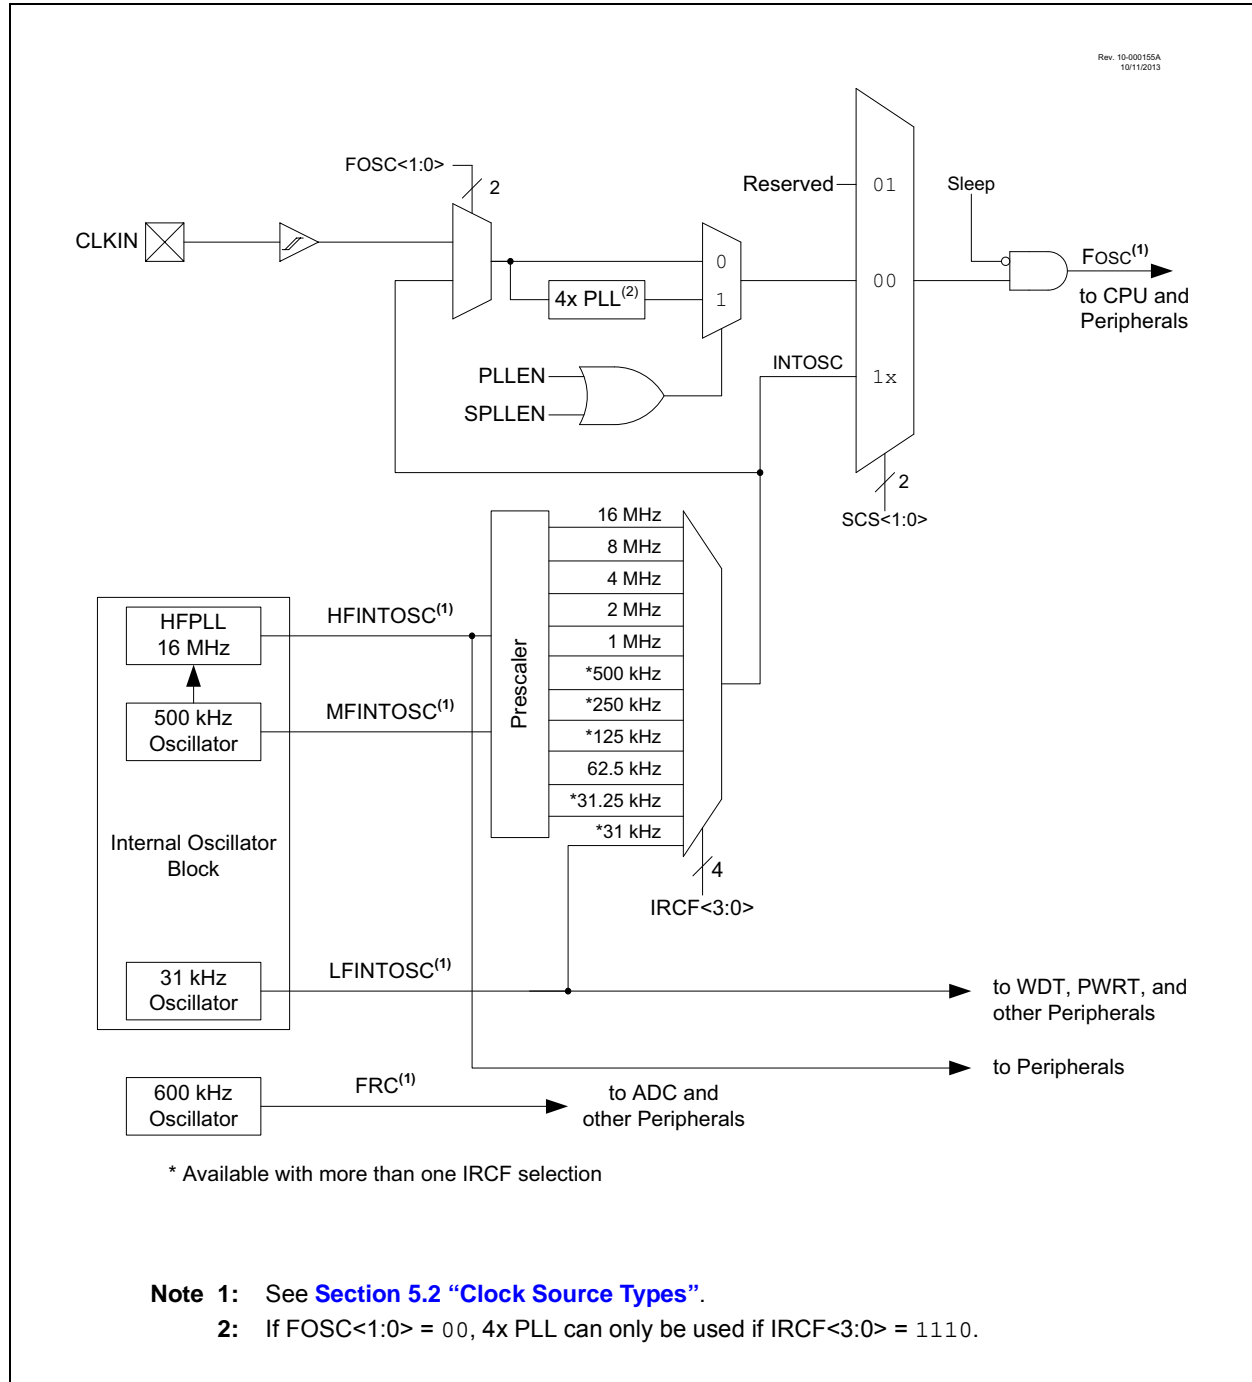 Rev. 10-000155A
10/11/2013
FOSC<1:0>
2
Reserved
01
Sleep
CLKIN
0
FOSC(1)
4x PLL(2)
1
00
to CPU and
Peripherals
PLLEN
INTOSC
1x
SPLLEN
2
SCS<1:0>
16 MHz
8 MHz
4 MHz
2 MHz
1 MHz
*500 kHz
*250 kHz
*125 kHz
62.5 kHz
*31.25 kHz
*31 kHz
HFPLL
16 MHz
HFINTOSC(1)
Prescaler
500 kHz
Oscillator
MFINTOSC(1)
Internal Oscillator
Block
4
IRCF<3:0>
31 kHz
Oscillator
LFINTOSC(1)
to WDT, PWRT, and
other Peripherals
to Peripherals
600 kHz
Oscillator
FRC(1)
to ADC and
other Peripherals
* Available with more than one IRCF selection
Note 1: See Section 5.2 “Clock Source Types”.
2: If FOSC<1:0> = 00, 4x PLL can only be used if IRCF<3:0> = 1110.